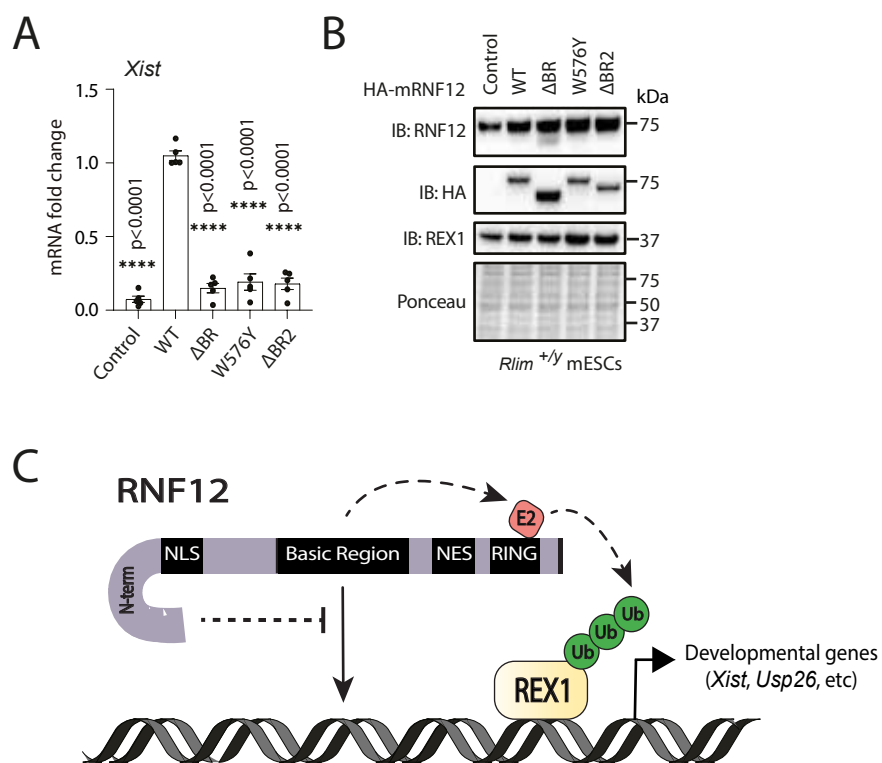 A
Xist
mRNA fold change
1.5
1.0
0.5
0.0
**** p<0.0001
**** p<0.0001
**** p<0.0001
**** p<0.0001
Control
WT
ΔBR
W576Y
ΔBR2
B
HA-mRNF12
Control
WT
ΔBR
W576Y
ΔBR2
kDa
IB: RNF12
75
IB: HA
75
IB: REX1
37
Ponceau
75
50
37
Rlim +/y mESCs
C
RNF12
NLS
Basic Region
NES
RING
E2
N-term
Ub
Ub
Ub
REX1
Developmental genes
(Xist, Usp26, etc)